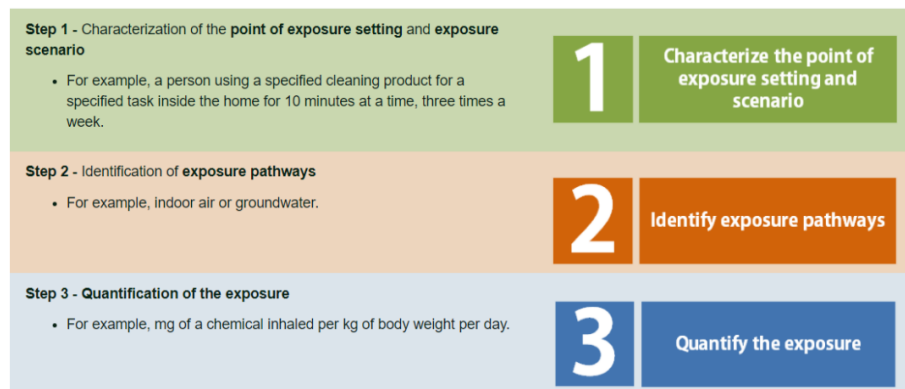 Step 1 - Characterization of the point of exposure setting and exposure
scenario
• For example, a person using a specified cleaning product for a
specified task inside the home for 10 minutes at a time, three times a
week.
1
Characterize the point of
exposure setting and
scenario
Step 2 - Identification of exposure pathways
• For example, indoor air or groundwater.
2
Identify exposure pathways
Step 3 - Quantification of the exposure
• For example, mg of a chemical inhaled per kg of body weight per day.
3
Quantify the exposure